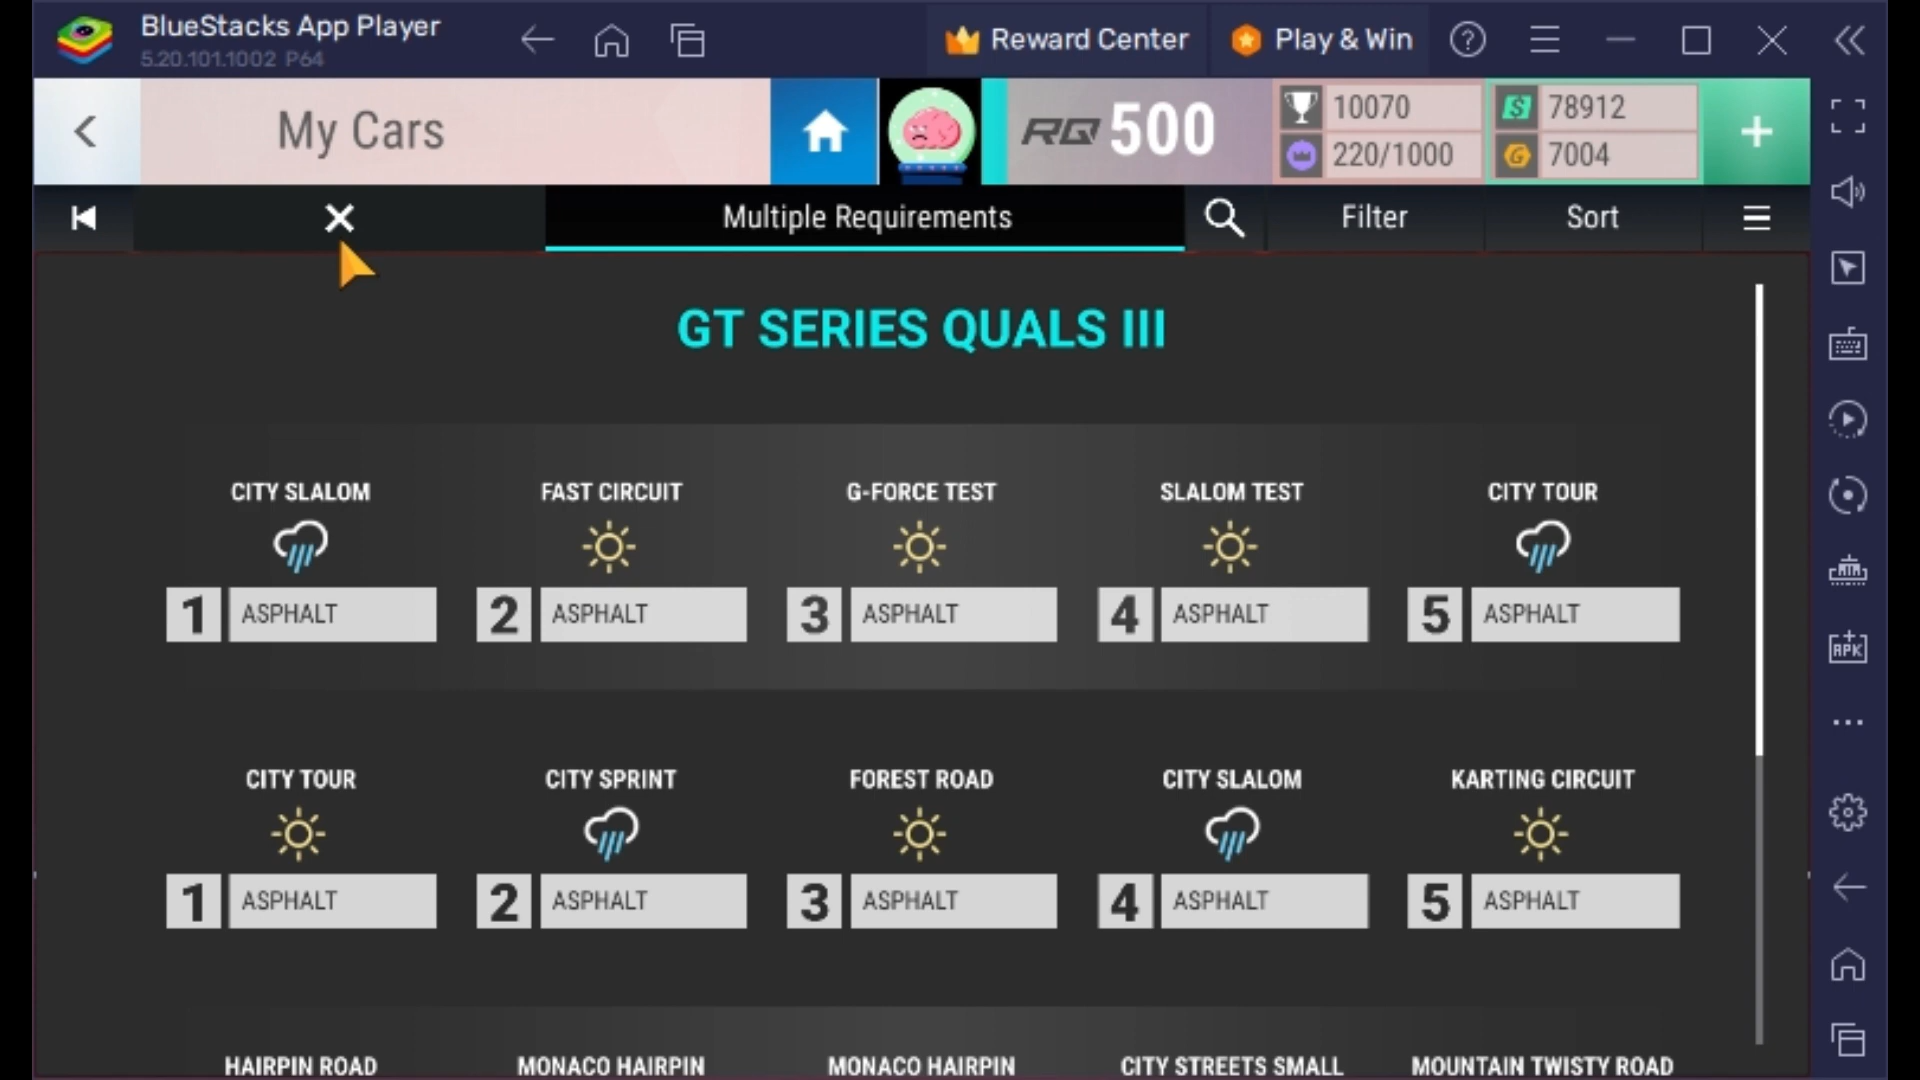 BlueStacks App Player
5.20.101.1002 P64
Reward Center
Play & Win
My Cars
RQ 500
10070
220/1000
78912
7004
Multiple Requirements
Filter
Sort
GT SERIES QUALS III
CITY SLALOM
FAST CIRCUIT
G-FORCE TEST
SLALOM TEST
CITY TOUR
1 ASPHALT
2 ASPHALT
3 ASPHALT
4 ASPHALT
5 ASPHALT
CITY TOUR
CITY SPRINT
FOREST ROAD
CITY SLALOM
KARTING CIRCUIT
1 ASPHALT
2 ASPHALT
3 ASPHALT
4 ASPHALT
5 ASPHALT
HAIRPIN ROAD
MONACO HAIRPIN
MONACO HAIRPIN
CITY STREETS SMALL
MOUNTAIN TWISTY ROAD
APK